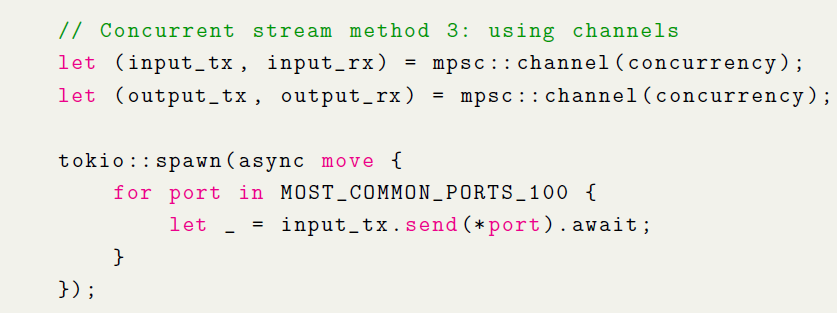 // Concurrent stream method 3: using channels
let (input_tx, input_rx) = mpsc::channel(concurrency);
let (output_tx, output_rx) = mpsc::channel(concurrency);
tokio::spawn(async move {
    for port in MOST_COMMON_PORTS_100 {
        let _ = input_tx.send(*port).await;
    }
});